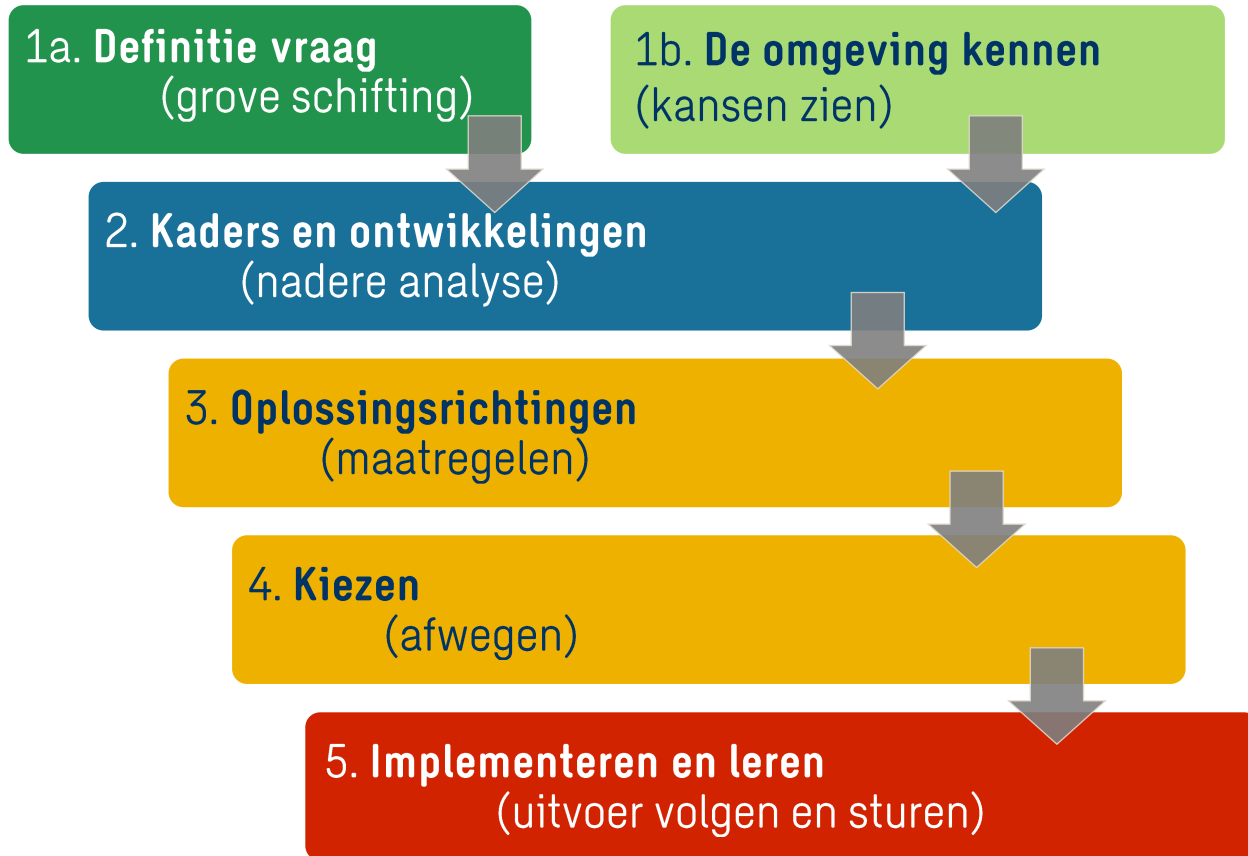 1a. Definitie vraag
(grove schifting)
1b. De omgeving kennen
(kansen zien)
2. Kaders en ontwikkelingen
(nadere analyse)
3. Oplossingsrichtingen
(maatregelen)
4. Kiezen
(afwegen)
5. Implementeren en leren
(uitvoer volgen en sturen)